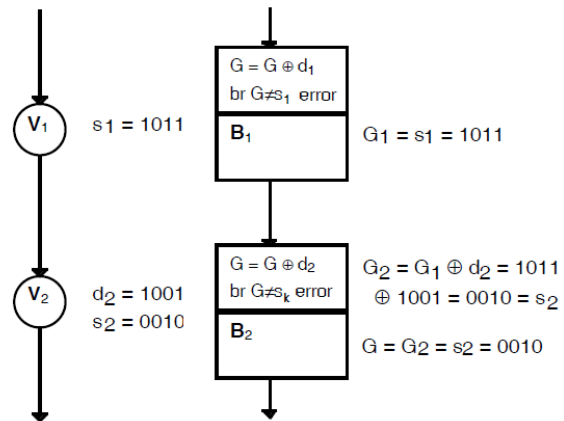 G = G ⊕ d₁
br G≠s₁ error
V₁
s₁ = 1011
B₁
G₁ = s₁ = 1011
G = G ⊕ d₂
br G≠sₖ error
G₂ = G₁ ⊕ d₂ = 1011
⊕ 1001 = 0010 = s₂
V₂
d₂ = 1001
s₂ = 0010
B₂
G = G₂ = s₂ = 0010